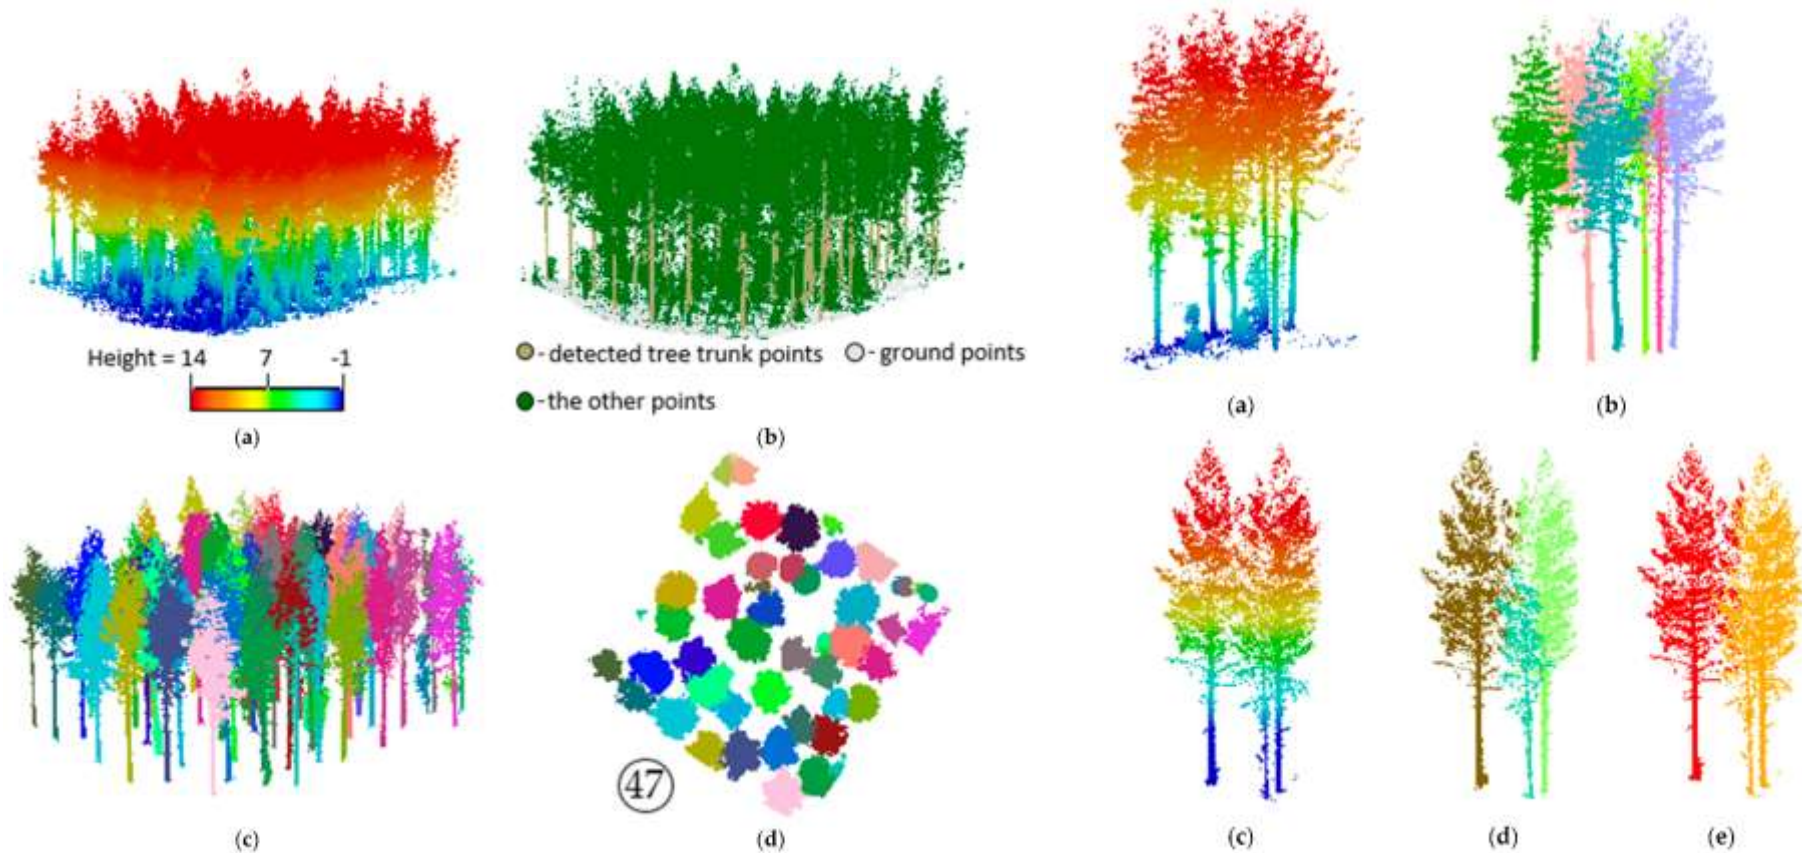 Height = 14 7 -1
- detected tree trunk points - ground points
- the other points
(a)
(b)
(c)
(d)
47
(a)
(b)
(c)
(d)
(e)